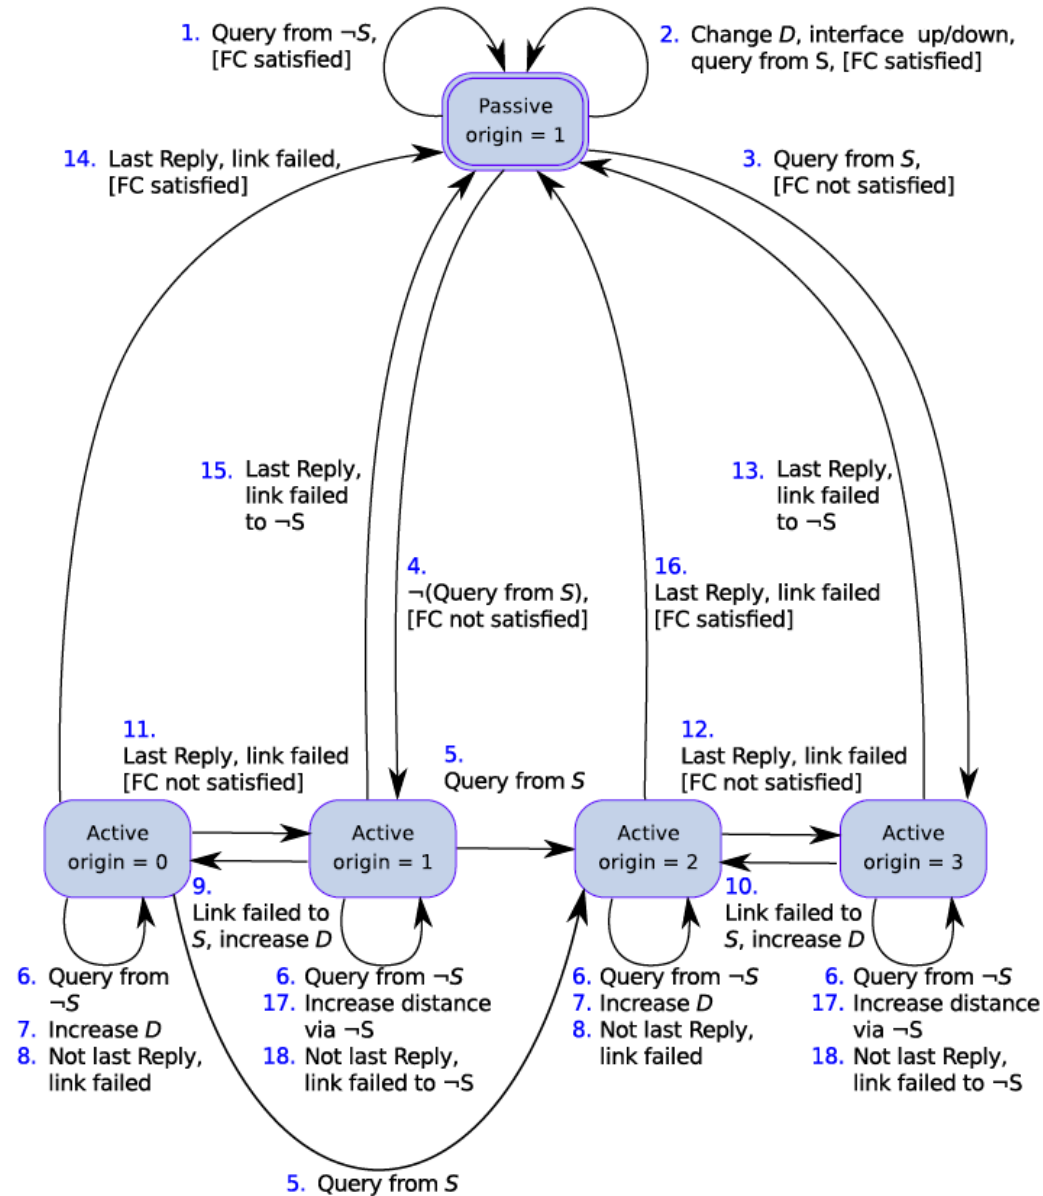 1. Query from ¬S,
[FC satisfied]
2. Change D, interface  up/down,
query from S, [FC satisfied]
Passive
origin = 1
14. Last Reply, link failed,
[FC satisfied]
3. Query from S,
[FC not satisfied]
15. Last Reply,
link failed
to ¬S
13. Last Reply,
link failed
to ¬S
4.
¬(Query from S),
[FC not satisfied]
16.
Last Reply, link failed
[FC satisfied]
11.
Last Reply, link failed
[FC not satisfied]
5.
Query from S
12.
Last Reply, link failed
[FC not satisfied]
Active
origin = 0
Active
origin = 1
Active
origin = 2
Active
origin = 3
9.
Link failed to
S, increase D
10.
Link failed to
S, increase D
6. Query from
¬S
7. Increase D
8. Not last Reply,
link failed
6. Query from ¬S
17. Increase distance
via ¬S
18. Not last Reply,
link failed to ¬S
6. Query from ¬S
7. Increase D
8. Not last Reply,
link failed
6. Query from ¬S
17. Increase distance
via ¬S
18. Not last Reply,
link failed to ¬S
5. Query from S